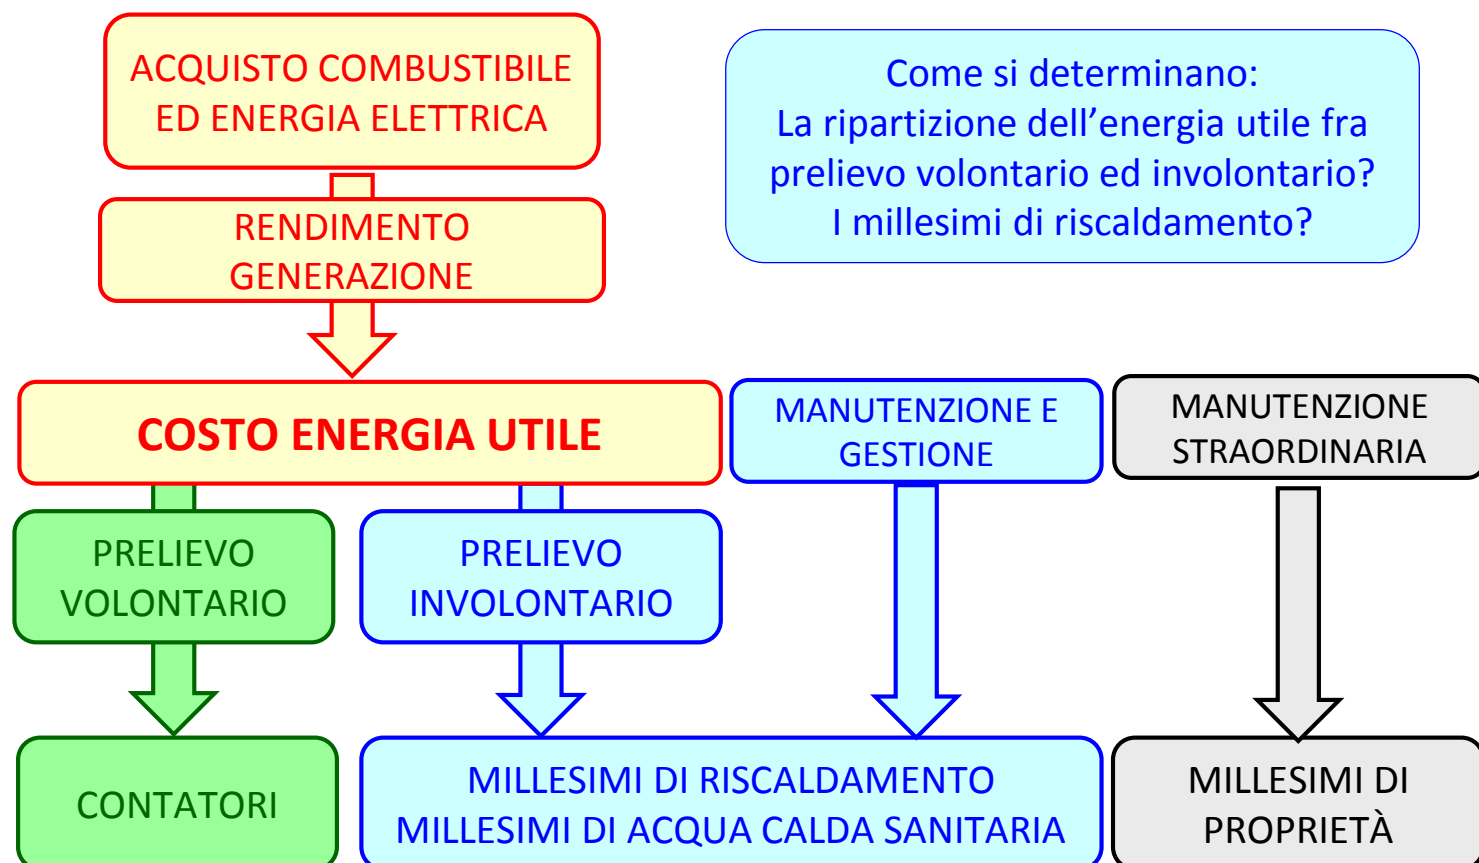 ACQUISTO COMBUSTIBILE
ED ENERGIA ELETTRICA
Come si determinano:
La ripartizione dell’energia utile fra
prelievo volontario ed involontario?
I millesimi di riscaldamento?
RENDIMENTO
GENERAZIONE
COSTO ENERGIA UTILE
MANUTENZIONE E
GESTIONE
MANUTENZIONE
STRAORDINARIA
PRELIEVO
VOLONTARIO
PRELIEVO
INVOLONTARIO
CONTATORI
MILLESIMI DI RISCALDAMENTO
MILLESIMI DI ACQUA CALDA SANITARIA
MILLESIMI DI
PROPRIETÀ